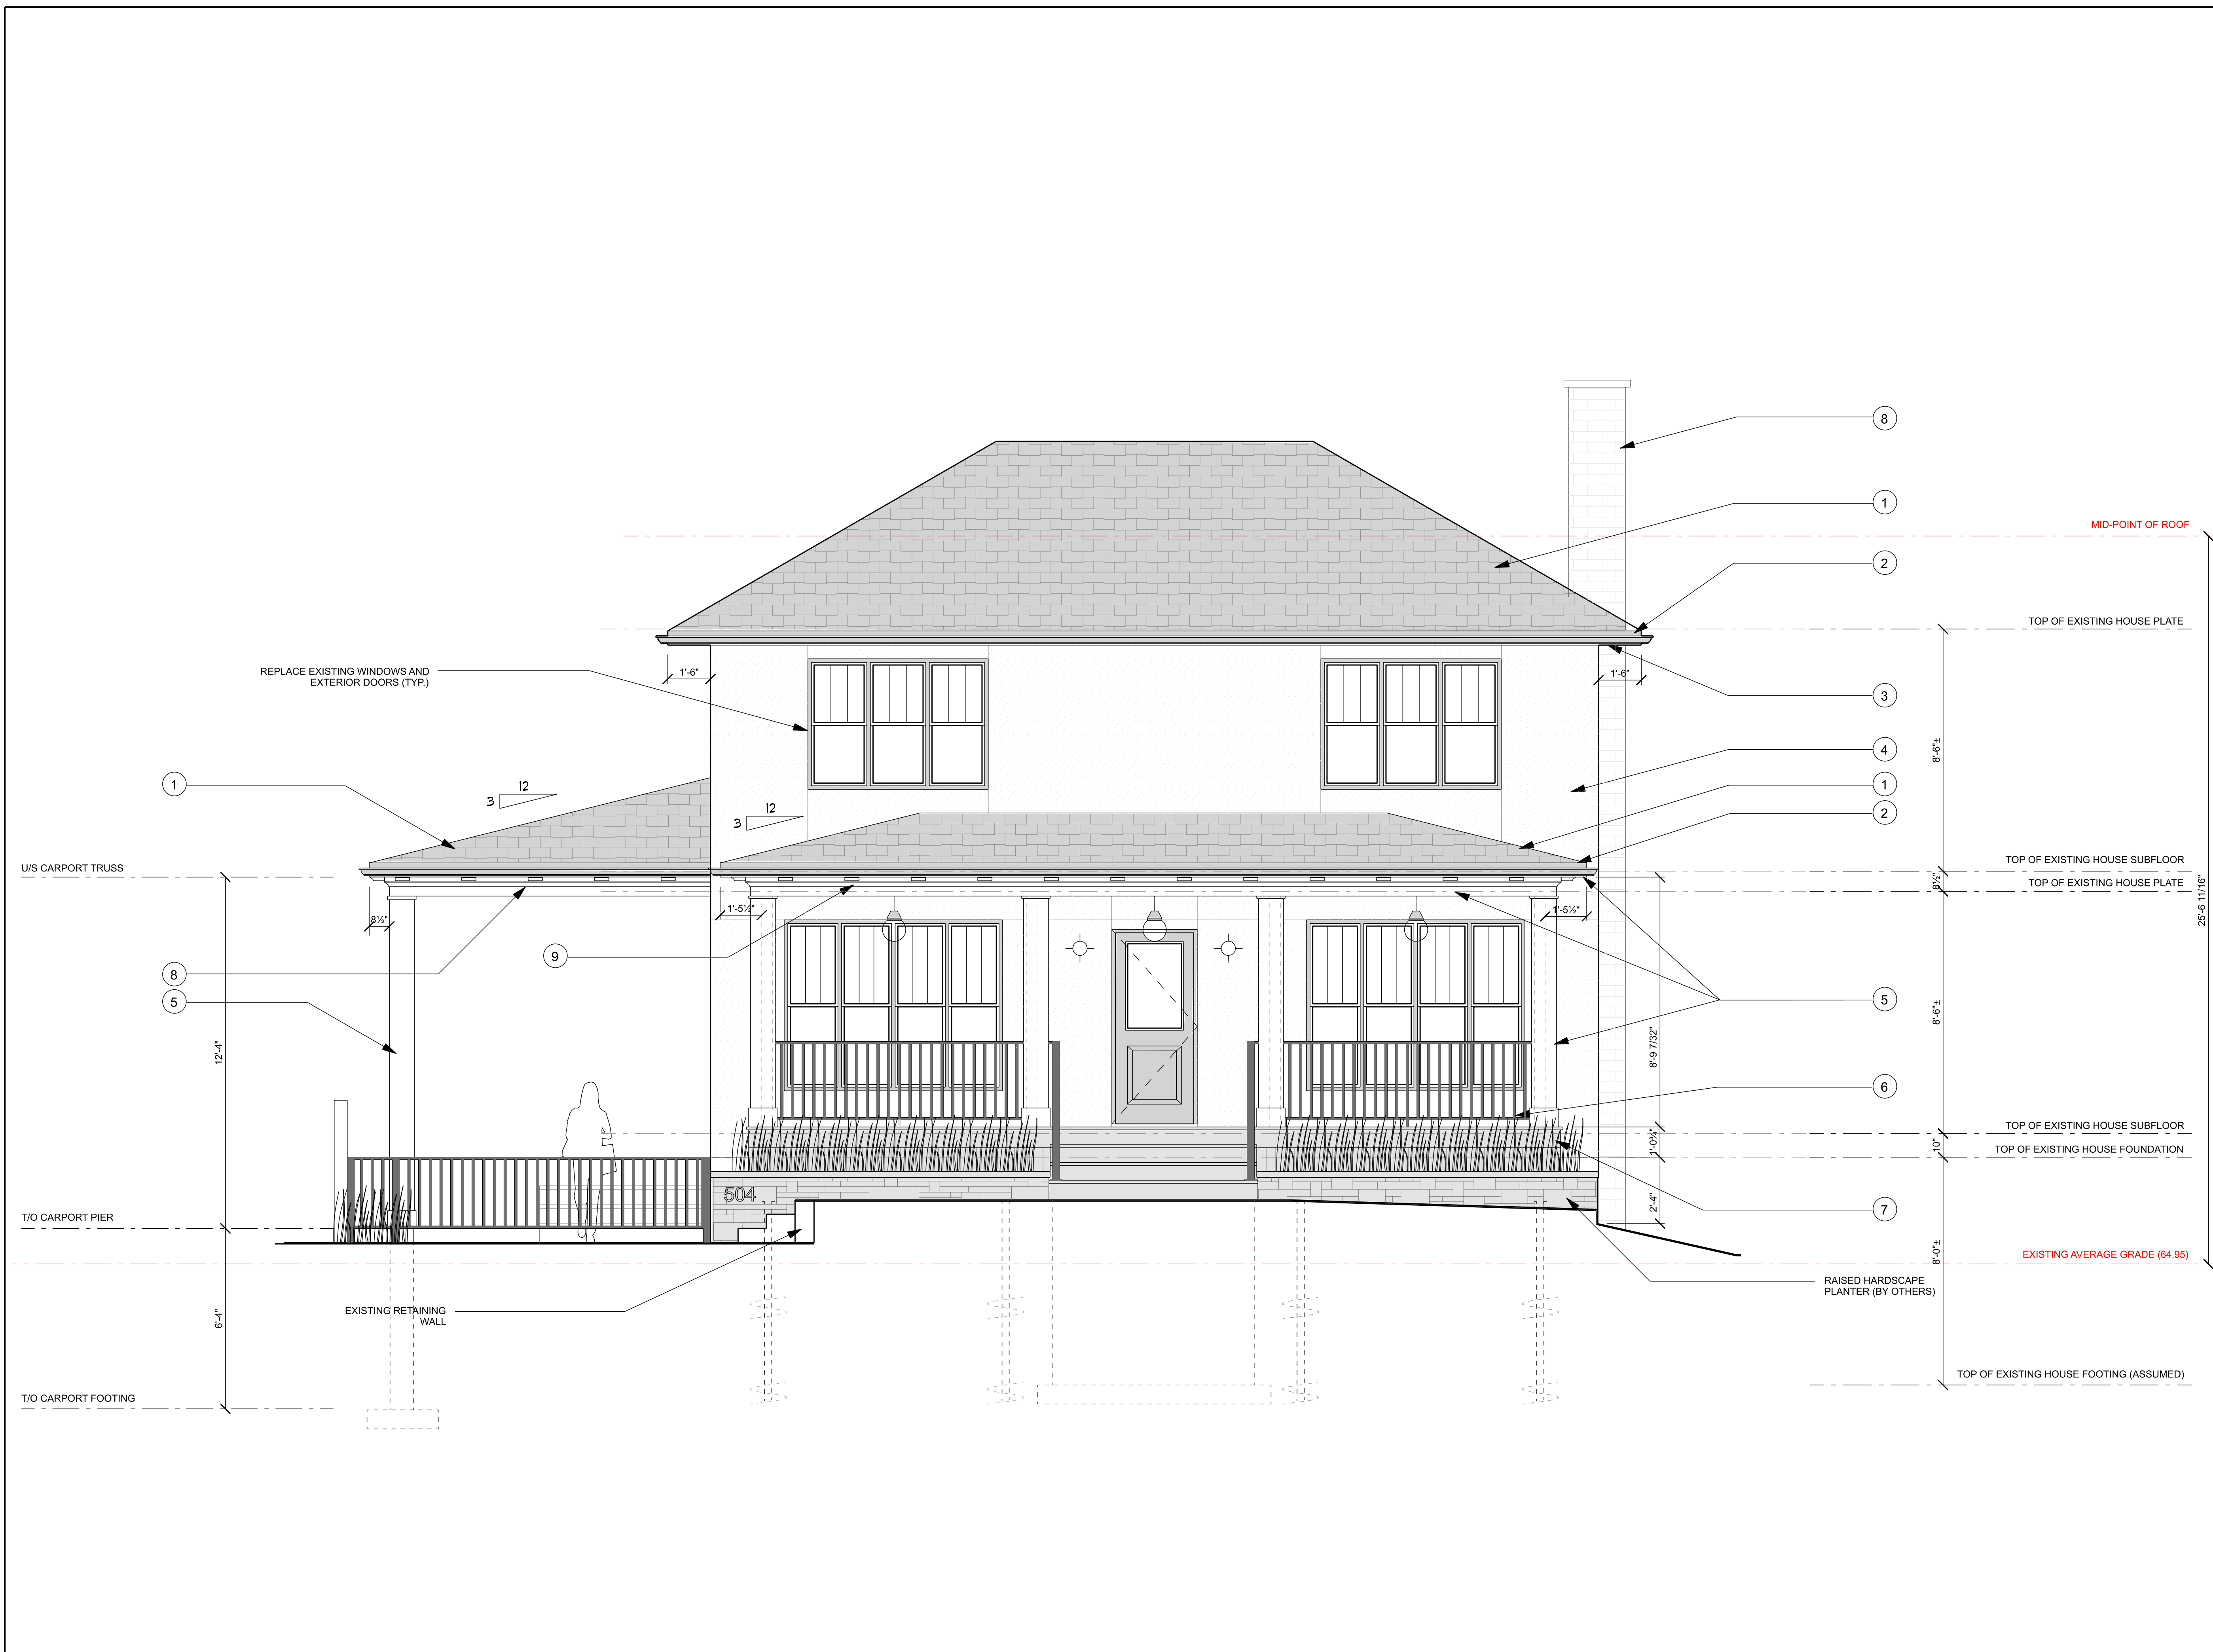 8
1
MID-POINT OF ROOF
2
TOP OF EXISTING HOUSE PLATE
REPLACE EXISTING WINDOWS AND
EXTERIOR DOORS (TYP.)
1'-6"
1'-6"
3
8'-6"±
4
1
12
3
1
12
3
2
U/S CARPORT TRUSS
TOP OF EXISTING HOUSE SUBFLOOR
8½"
TOP OF EXISTING HOUSE PLATE
25'-6 11/16"
8½"
1'-5½"
1'-5½"
9
8
5
5
12'-4"
8'-9 7/32"
8'-6"±
6
TOP OF EXISTING HOUSE SUBFLOOR
1'-0¾"
10"
TOP OF EXISTING HOUSE FOUNDATION
504
2'-4"
7
T/O CARPORT PIER
8'-0"±
EXISTING AVERAGE GRADE (64.95)
RAISED HARDSCAPE
PLANTER (BY OTHERS)
EXISTING RETAINING
WALL
6'-4"
TOP OF EXISTING HOUSE FOOTING (ASSUMED)
T/O CARPORT FOOTING